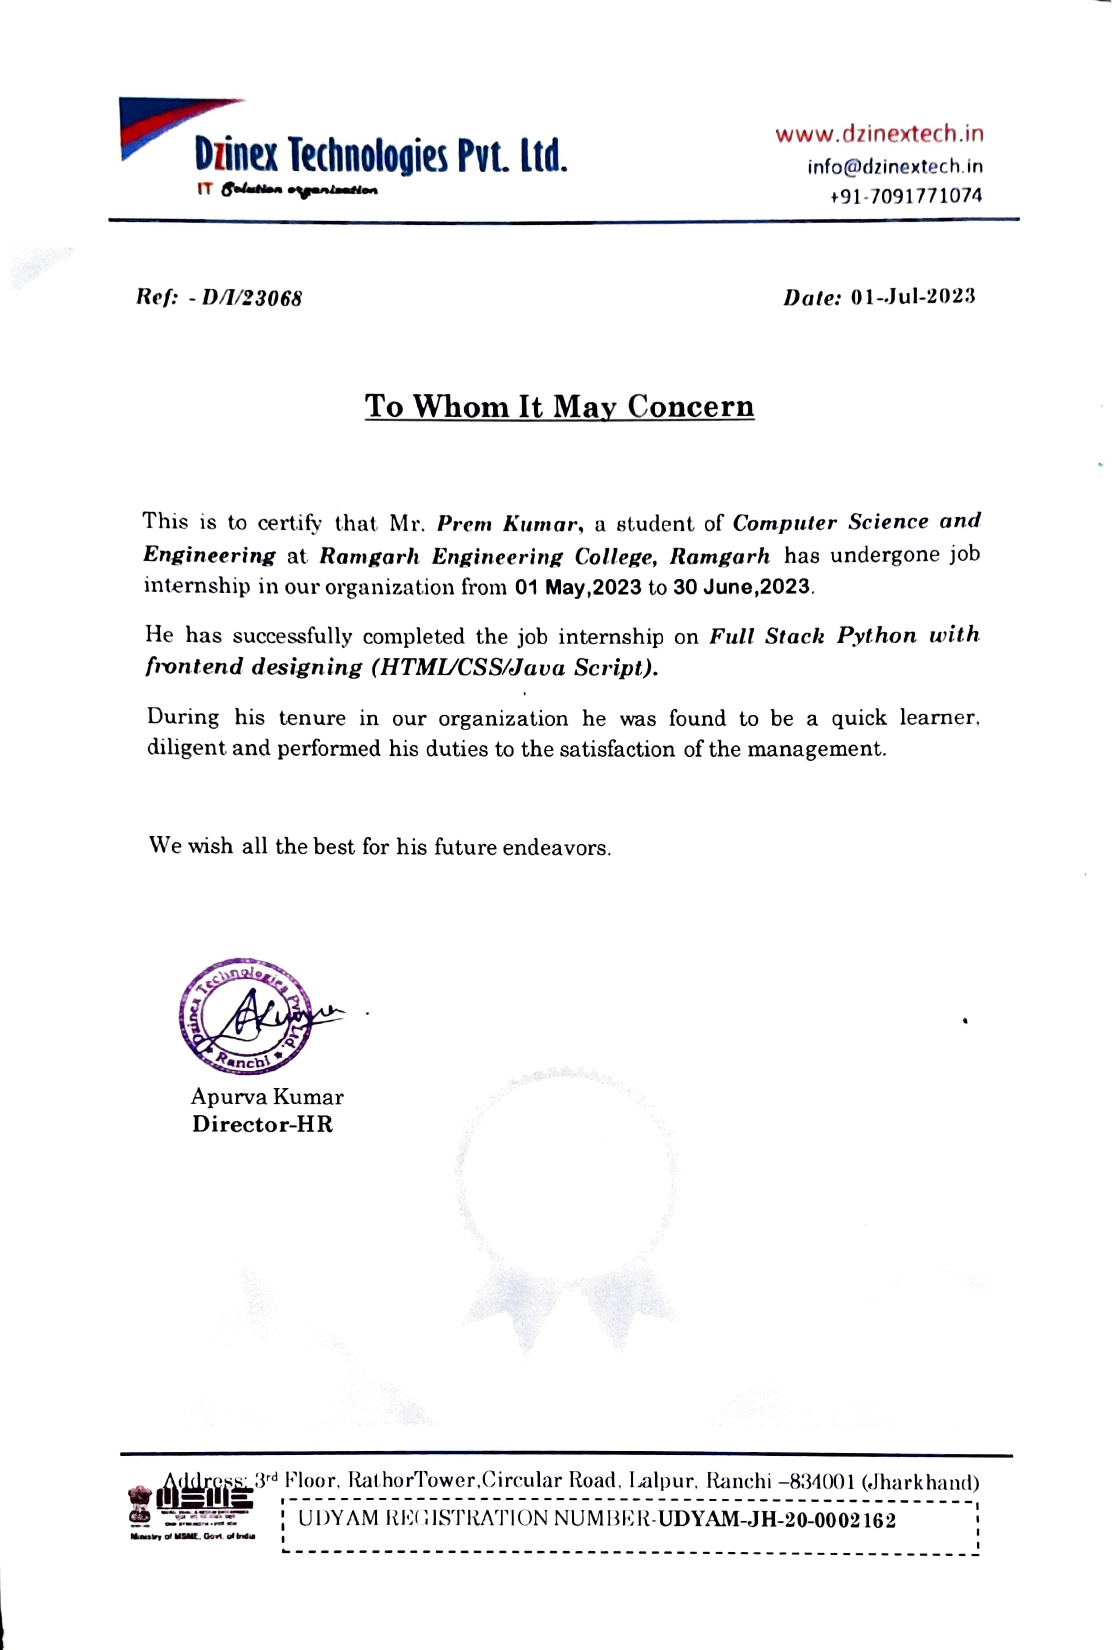 Dzinex Technologies Pvt. Ltd.
IT Solution organization
www.dzinextech.in
info@dzinextech.in
+91-7091771074
Ref: - D/I/23068
Date: 01-Jul-2023
To Whom It May Concern
This is to certify that Mr. Prem Kumar, a student of Computer Science and
Engineering at Ramgarh Engineering College, Ramgarh has undergone job
internship in our organization from 01 May,2023 to 30 June,2023.
He has successfully completed the job internship on Full Stack Python with
frontend designing (HTML/CSS/Java Script).
During his tenure in our organization he was found to be a quick learner,
diligent and performed his duties to the satisfaction of the management.
We wish all the best for his future endeavors.
Dzinex Technologies Pvt. Ltd.
Ranchi
Apurva Kumar
Director-HR
Address: 3rd Floor, RathorTower,Circular Road, Lalpur, Ranchi –834001 (Jharkhand)
MSME
Ministry of MSME, Govt. of India
UDYAM REGISTRATION NUMBER-UDYAM-JH-20-0002162